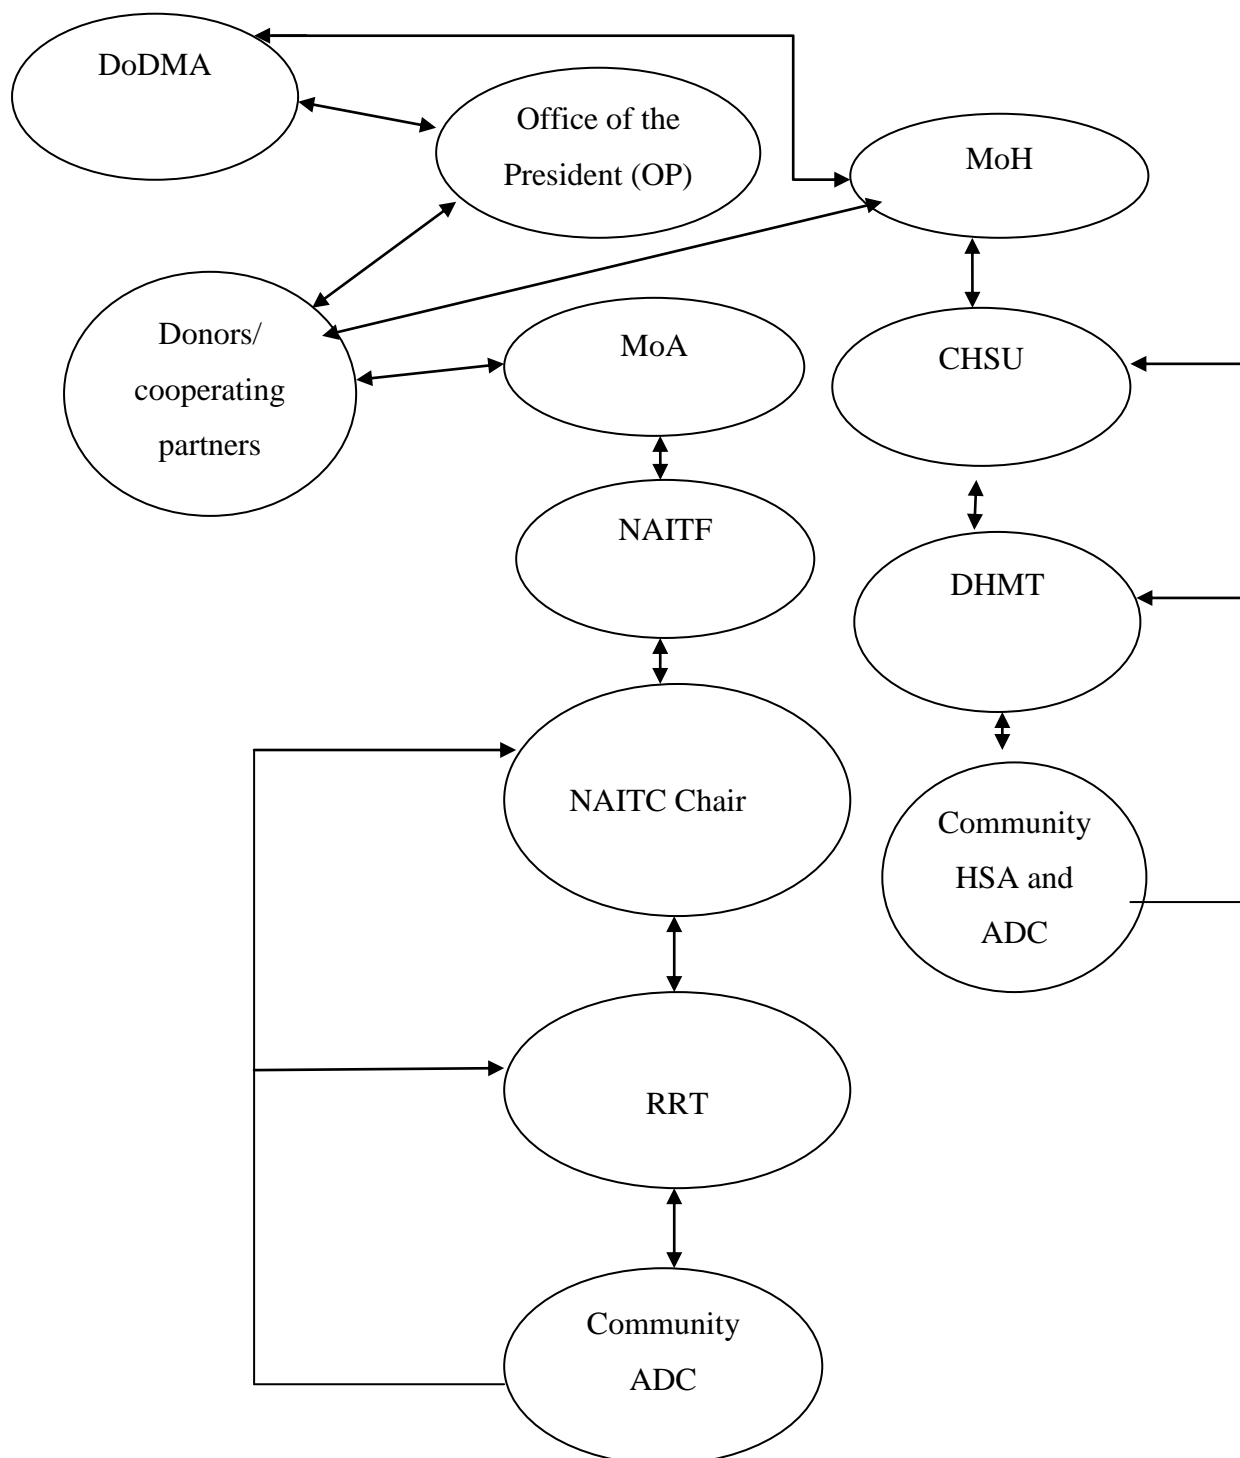 DoDMA
Office of the
President (OP)
MoH
Donors/
cooperating
partners
MoA
CHSU
NAITF
DHMT
NAITC Chair
Community
HSA and
ADC
RRT
Community
ADC